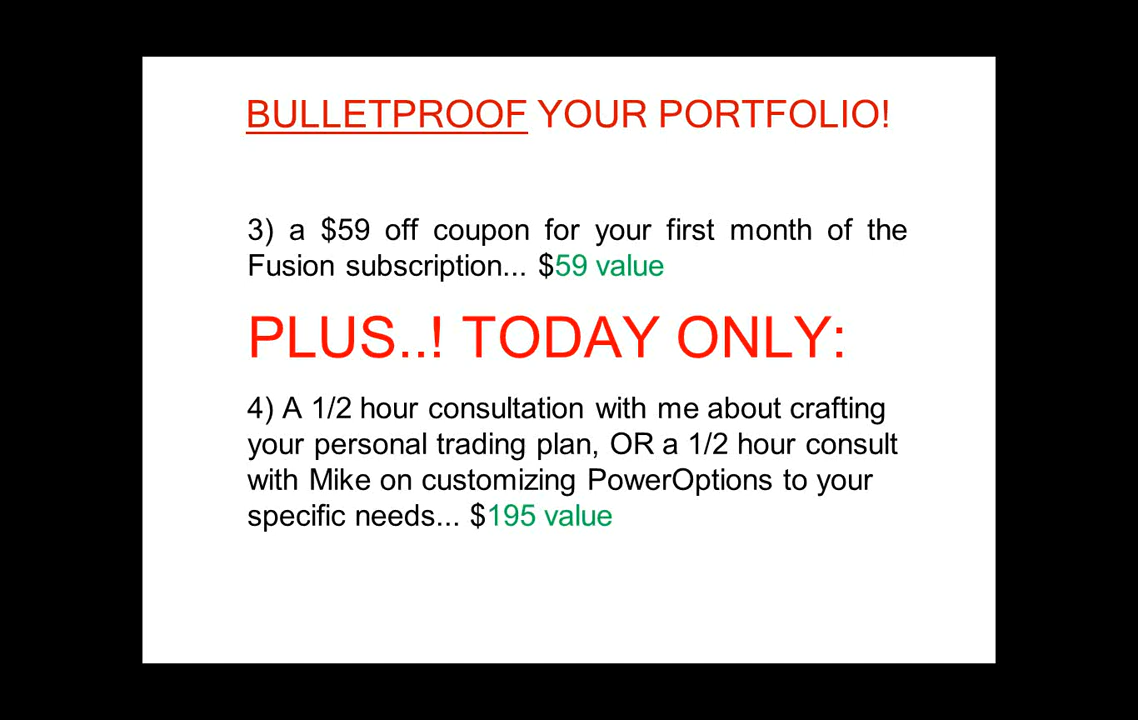 BULLETPROOF YOUR PORTFOLIO!
3) a $59 off coupon for your first month of the
Fusion subscription... $59 value
PLUS..! TODAY ONLY:
4) A 1/2 hour consultation with me about crafting
your personal trading plan, OR a 1/2 hour consult
with Mike on customizing PowerOptions to your
specific needs... $195 value